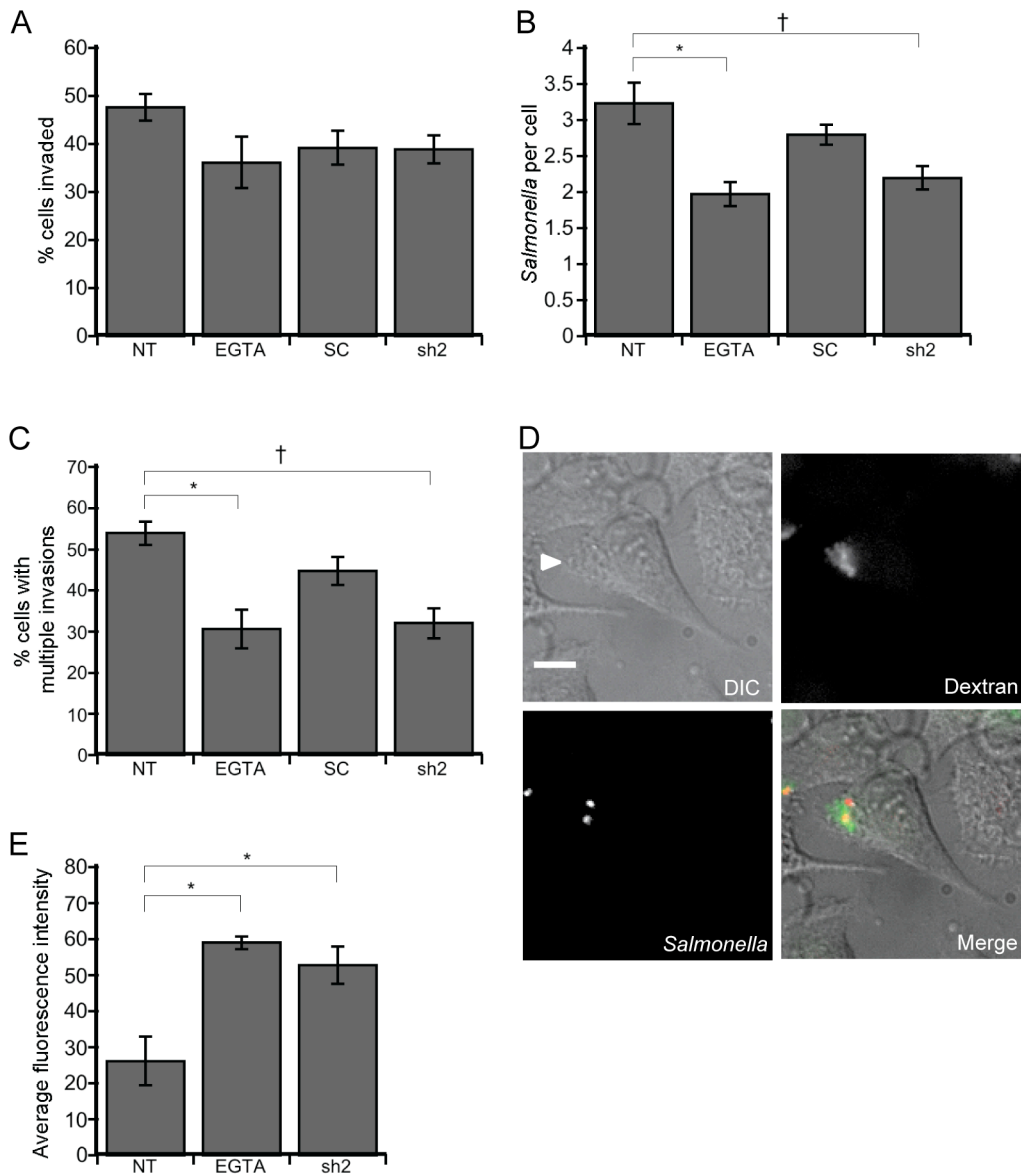 A
% cells invaded
60
50
40
30
20
10
0
NT EGTA SC sh2
B
Salmonella per cell
†
*
4
3.5
3
2.5
2
1.5
1
0.5
0
NT EGTA SC sh2
C
% cells with
multiple invasions
†
*
70
60
50
40
30
20
10
0
NT EGTA SC sh2
D
DIC
Dextran
Salmonella
Merge
E
Average fluorescence intensity
*
*
80
70
60
50
40
30
20
10
0
NT EGTA sh2